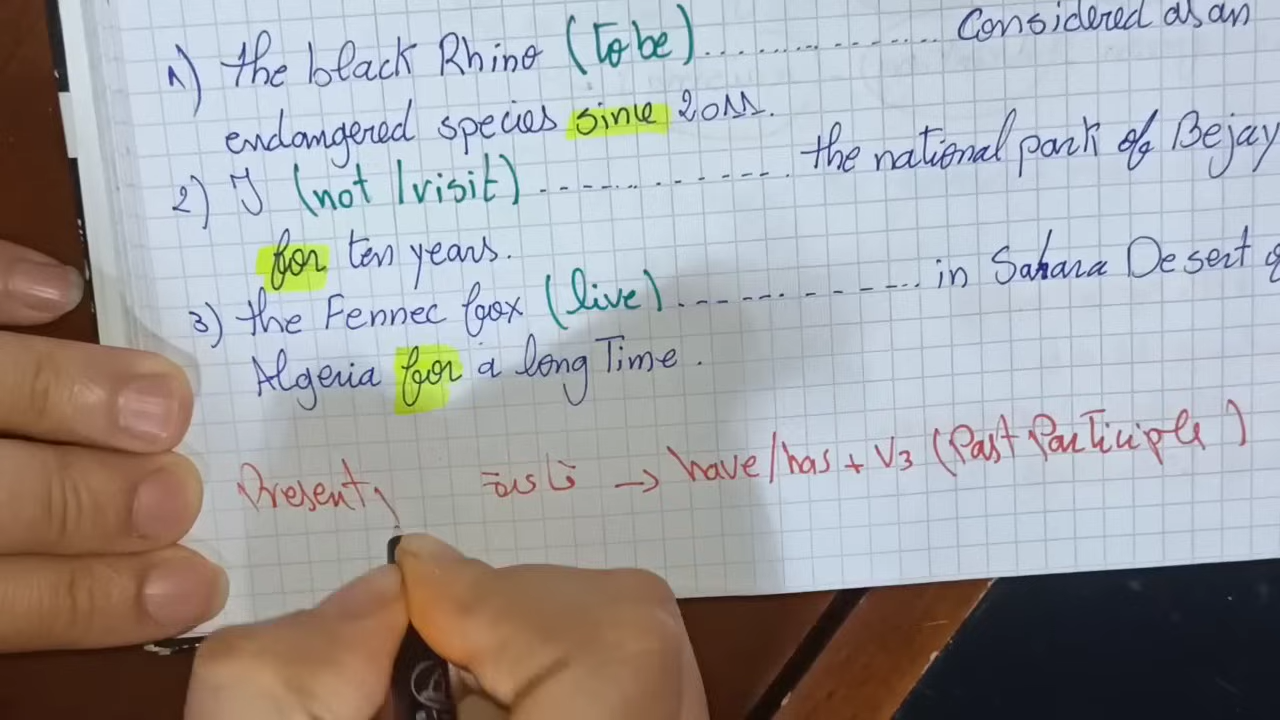 1) the black Rhino (to be)................ Considered as an
endangered species since 2011.
2) I (not /visit) ------------- the national park of Bejay
for ten years.
3) the Fennec fox (live)............... in Sahara Desert o
Algeria for a long Time.
Present قاعدة → have/has + V3 (Past Participle)